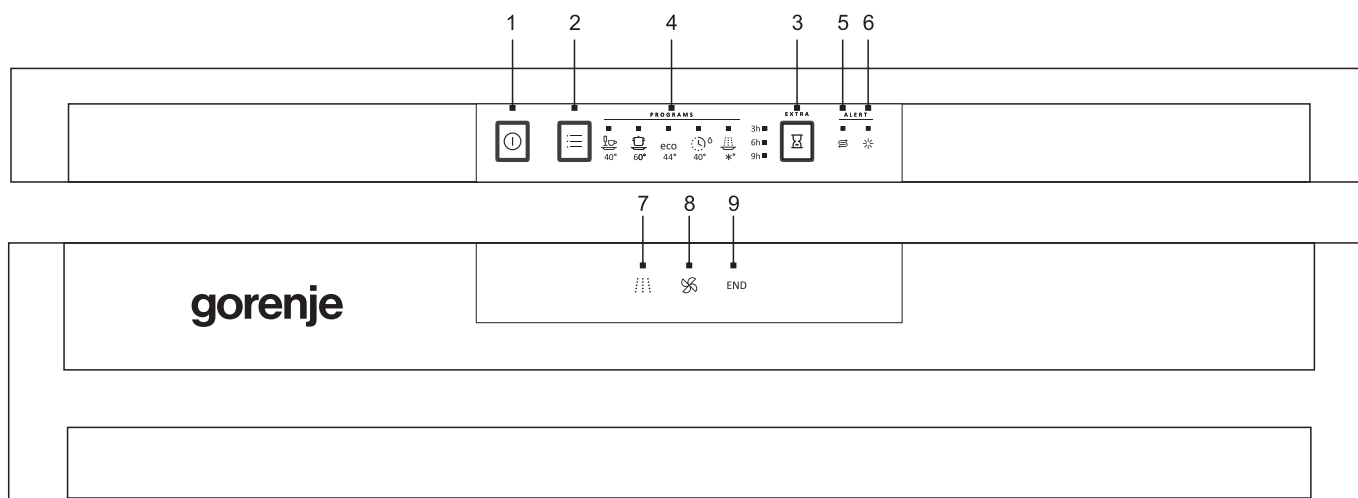 1 2 4 3 5 6
PROGRAMS EXTRA ALERT
3h
6h
9h
eco
40° 60° 44° 40° *°
7 8 9
END
gorenje